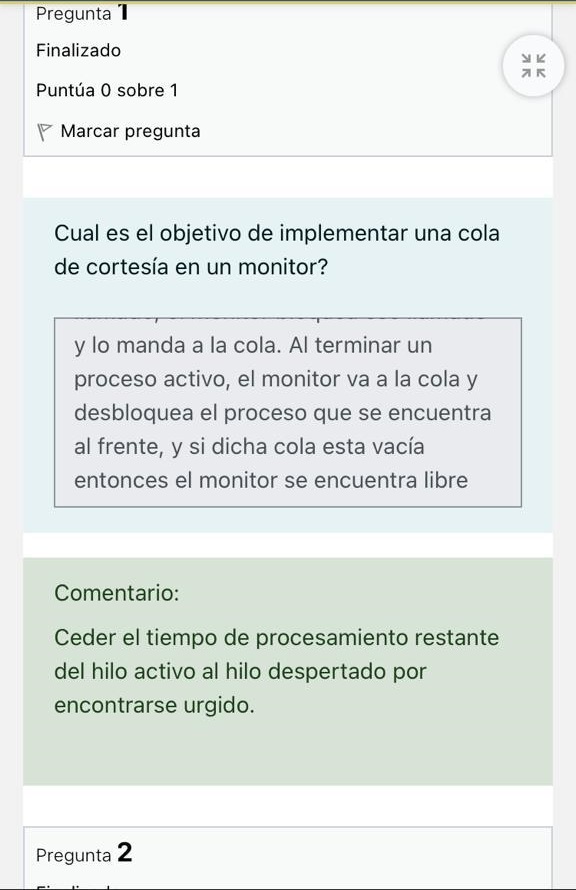 Pregunta 1
Finalizado
Puntúa 0 sobre 1
Marcar pregunta
Cual es el objetivo de implementar una cola
de cortesía en un monitor?
y lo manda a la cola. Al terminar un
proceso activo, el monitor va a la cola y
desbloquea el proceso que se encuentra
al frente, y si dicha cola esta vacía
entonces el monitor se encuentra libre
Comentario:
Ceder el tiempo de procesamiento restante
del hilo activo al hilo despertado por
encontrarse urgido.
Pregunta 2